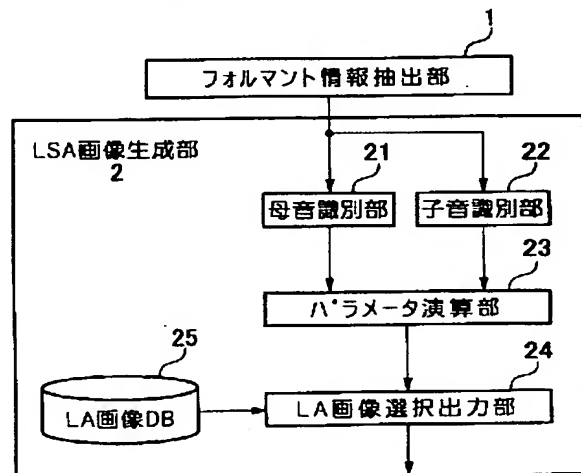 1
フォルマント情報抽出部
LSA画像生成部
2
21
22
母音識別部
子音識別部
23
パラメータ演算部
25
24
LA画像DB
LA画像選択出力部